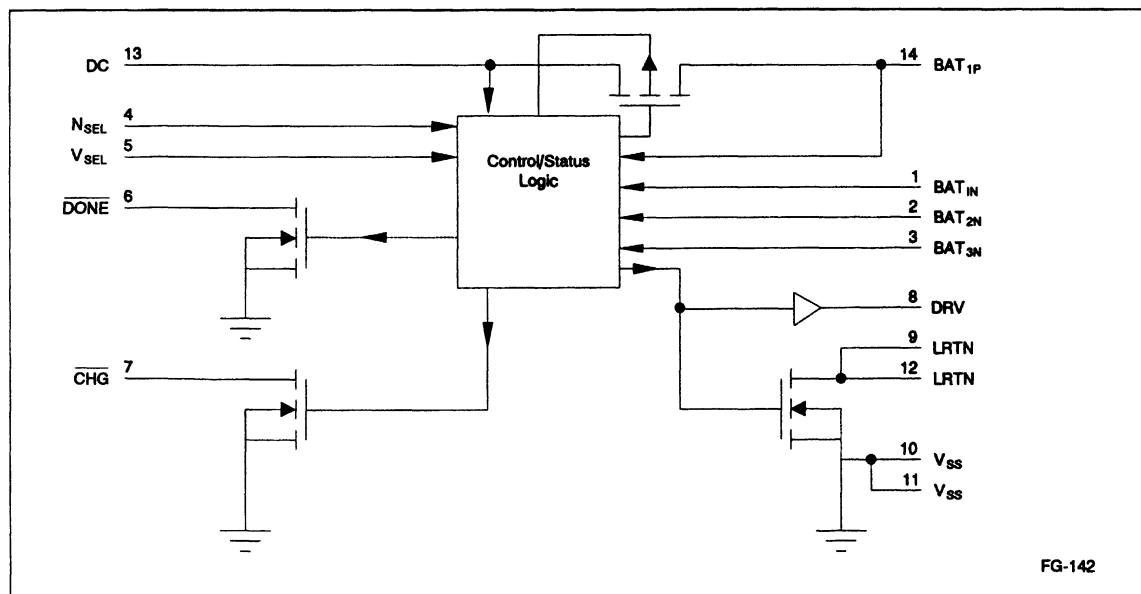 DC 13
14 BAT1P
NSEL 4
VSEL 5
Control/Status
Logic
DONE 6
1 BAT1N
2 BAT2N
3 BAT3N
8 DRV
9 LRTN
CHG 7
12 LRTN
10 VSS
11 VSS
FG-142